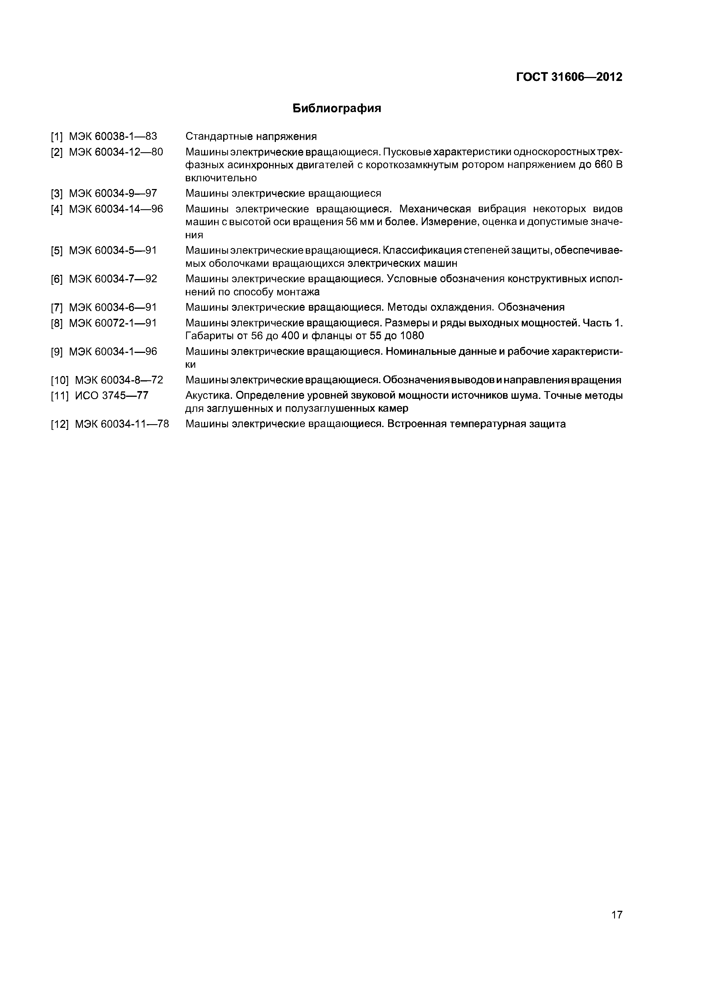 ГОСТ 31606—2012
Библиография
[1] МЭК 60038-1—83 Стандартные напряжения
[2] МЭК 60034-12—80 Машины электрические вращающиеся. Пусковые характеристики односкоростных трех-
фазных асинхронных двигателей с короткозамкнутым ротором напряжением до 660 В
включительно
[3] МЭК 60034-9—97 Машины электрические вращающиеся
[4] МЭК 60034-14—96 Машины электрические вращающиеся. Механическая вибрация некоторых видов
машин с высотой оси вращения 56 мм и более. Измерение, оценка и допустимые значе-
ния
[5] МЭК 60034-5—91 Машины электрические вращающиеся. Классификация степеней защиты, обеспечивае-
мых оболочками вращающихся электрических машин
[6] МЭК 60034-7—92 Машины электрические вращающиеся. Условные обозначения конструктивных испол-
нений по способу монтажа
[7] МЭК 60034-6—91 Машины электрические вращающиеся. Методы охлаждения. Обозначения
[8] МЭК 60072-1—91 Машины электрические вращающиеся. Размеры и ряды выходных мощностей. Часть 1.
Габариты от 56 до 400 и фланцы от 55 до 1080
[9] МЭК 60034-1—96 Машины электрические вращающиеся. Номинальные данные и рабочие характеристи-
ки
[10] МЭК 60034-8—72 Машины электрические вращающиеся. Обозначения выводов и направления вращения
[11] ИСО 3745—77 Акустика. Определение уровней звуковой мощности источников шума. Точные методы
для заглушенных и полузаглушенных камер
[12] МЭК 60034-11—78 Машины электрические вращающиеся. Встроенная температурная защита
17